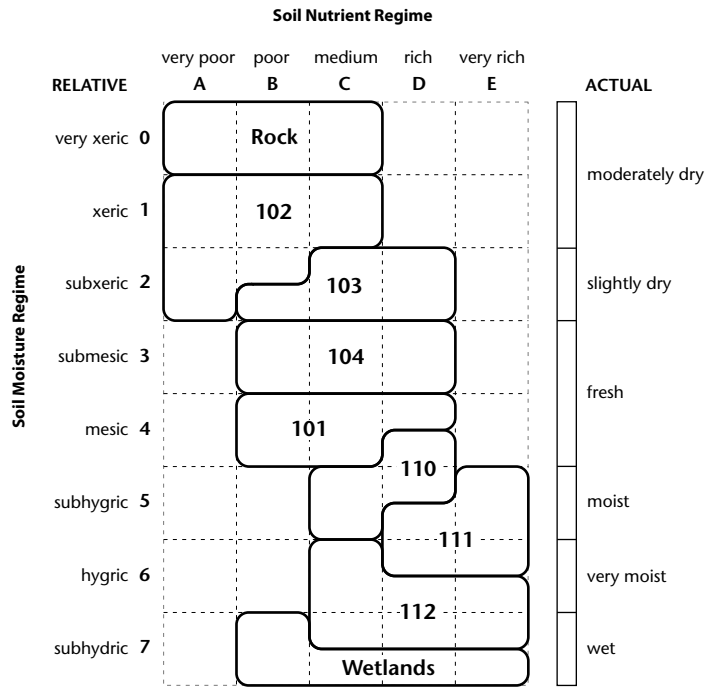 Soil Nutrient Regime
very poor poor medium rich very rich
RELATIVE A B C D E ACTUAL
very xeric 0 Rock
moderately dry
xeric 1 102
subxeric 2 103 slightly dry
Soil Moisture Regime
submesic 3 104
fresh
mesic 4 101
110
subhygric 5 moist
111
hygric 6 very moist
112
subhydric 7 wet
Wetlands